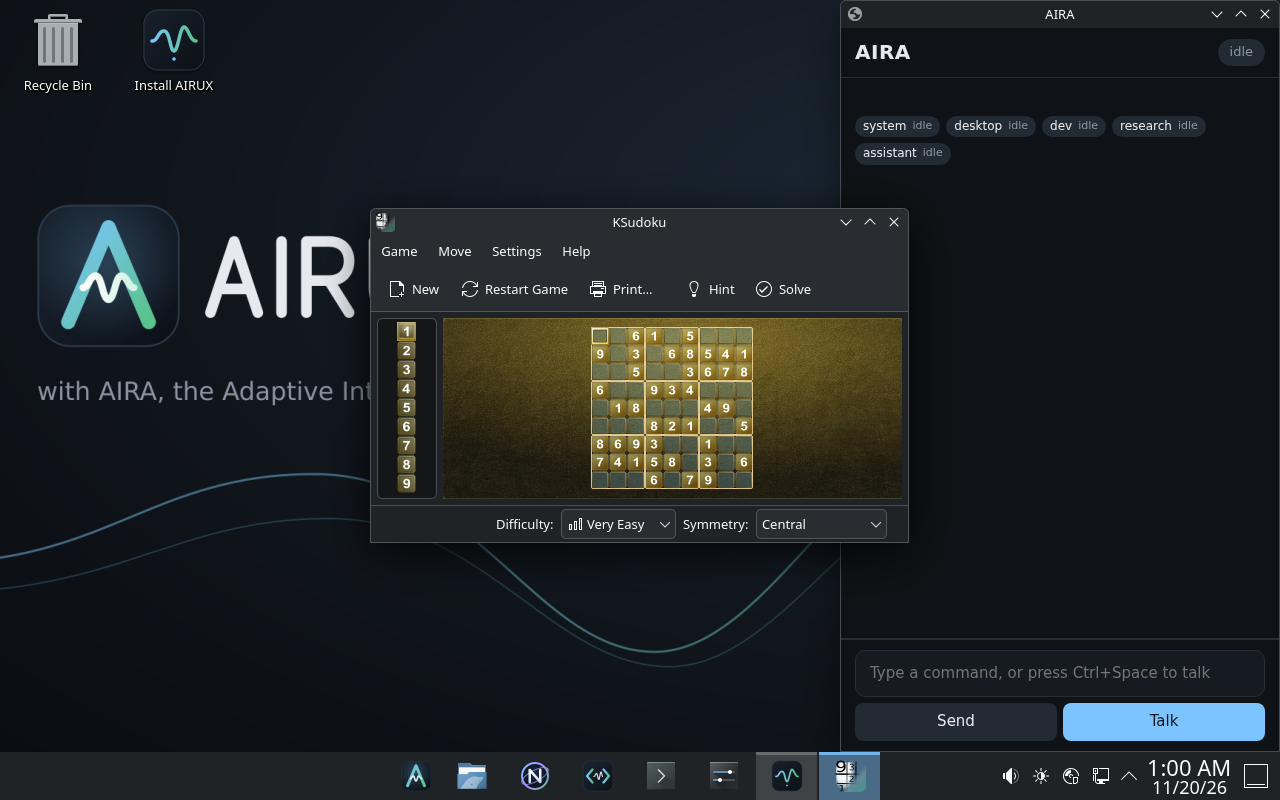 Recycle Bin
Install AIRUX
AIRA
AIRA
idle
system idle
desktop idle
dev idle
research idle
assistant idle
with AIRA, the Adaptive
KSudoku
Game Move Settings Help
New Restart Game Print... Hint Solve
1
2
3
4
5
6
7
8
9
6 1 5
9 3 6 8 5 4 1
5 3 6 7 8
6 9 3 4
1 8 4 9
8 2 1 5
8 6 9 3 1
7 4 1 5 8 3 6
6 7 9
Difficulty: Very Easy Symmetry: Central
Type a command, or press Ctrl+Space to talk
Send Talk
1:00 AM
11/20/26